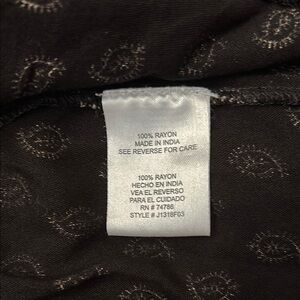 100% RAYON
MADE IN INDIA
SEE REVERSE FOR CARE
100% RAYON
HECHO EN INDIA
VEA EL REVERSO
PARA EL CUIDADO
RN # 74786
STYLE # J1318F03